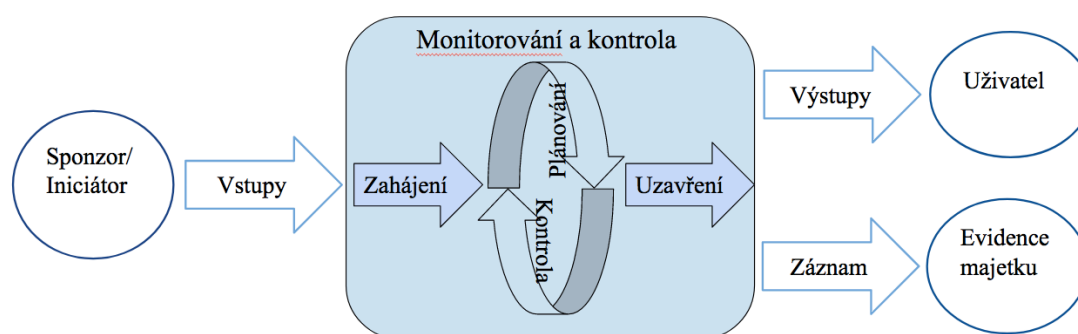 Monitorování a kontrola
Sponzor/
Iniciátor
Vstupy
Zahájení
Plánování
Kontrola
Uzavření
Výstupy
Uživatel
Záznam
Evidence
majetku